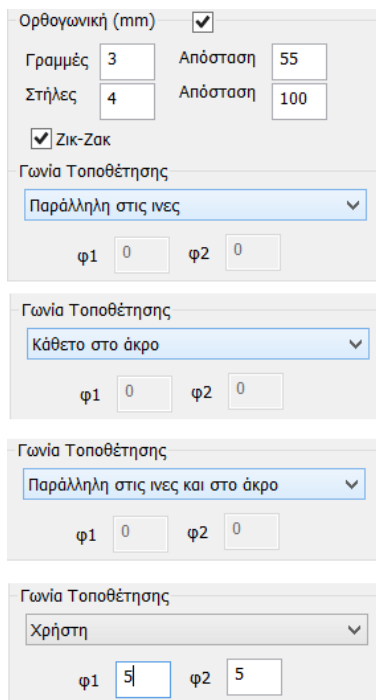 Ορθογωνική (mm)
Γραμμές 3 Απόσταση 55
Στήλες 4 Απόσταση 100
Ζικ-Ζακ
Γωνία Τοποθέτησης
Παράλληλη στις ινες
φ1 0 φ2 0
Γωνία Τοποθέτησης
Κάθετο στο άκρο
φ1 0 φ2 0
Γωνία Τοποθέτησης
Παράλληλη στις ινες και στο άκρο
φ1 0 φ2 0
Γωνία Τοποθέτησης
Χρήστη
φ1 5 φ2 5